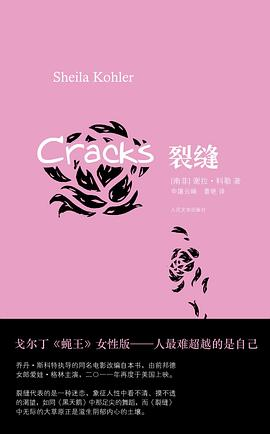 Sheila Kohler
Cracks 裂缝
[南非] 谢拉·科勒 著
人民文学出版社
戈尔丁《蝇王》女性版——人最难超越的是自己
乔丹·斯科特执导的同名电影改编自本书,由前邦德
女郎爱娃·格林主演,二〇一一年再度于美国上映。
裂缝代表的是一种迷恋,象征人性中看不清、摸不透
的渴望,如同《黑天鹅》中那足尖的舞蹈,而《裂缝》
中无际的大草原正是滋生阴郁内心的土壤。